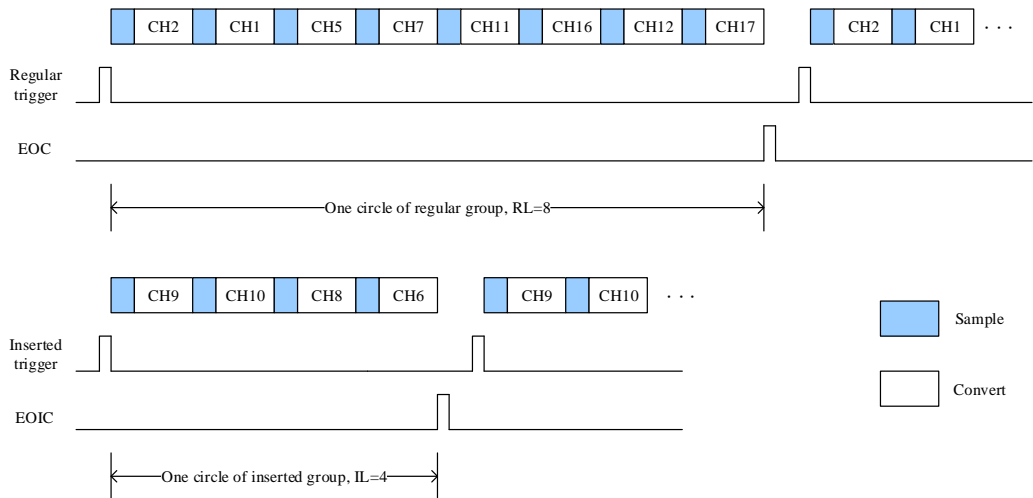 CH2 CH1 CH5 CH7 CH11 CH16 CH12 CH17 CH2 CH1 · · ·
Regular
trigger
EOC
One circle of regular group, RL=8
CH9 CH10 CH8 CH6 CH9 CH10 · · ·
Sample
Inserted
trigger
Convert
EOIC
One circle of inserted group, IL=4